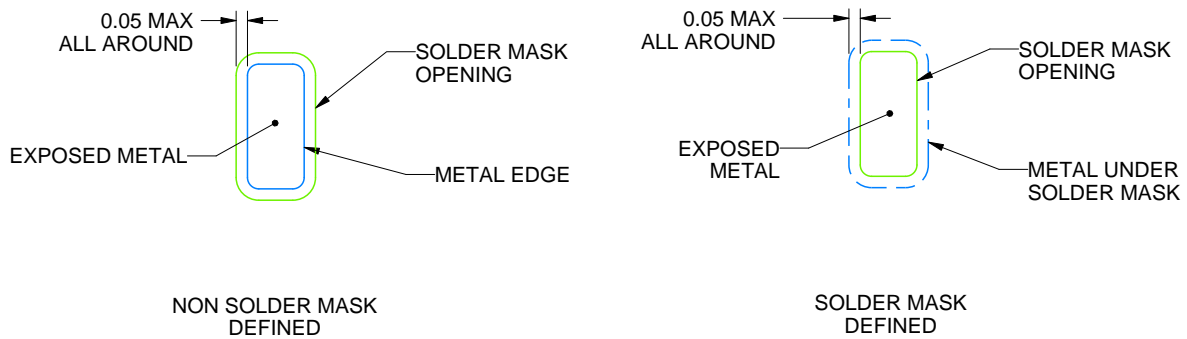 0.05 MAX
ALL AROUND
SOLDER MASK
OPENING
EXPOSED METAL
METAL EDGE
NON SOLDER MASK
DEFINED
0.05 MAX
ALL AROUND
SOLDER MASK
OPENING
EXPOSED
METAL
METAL UNDER
SOLDER MASK
SOLDER MASK
DEFINED